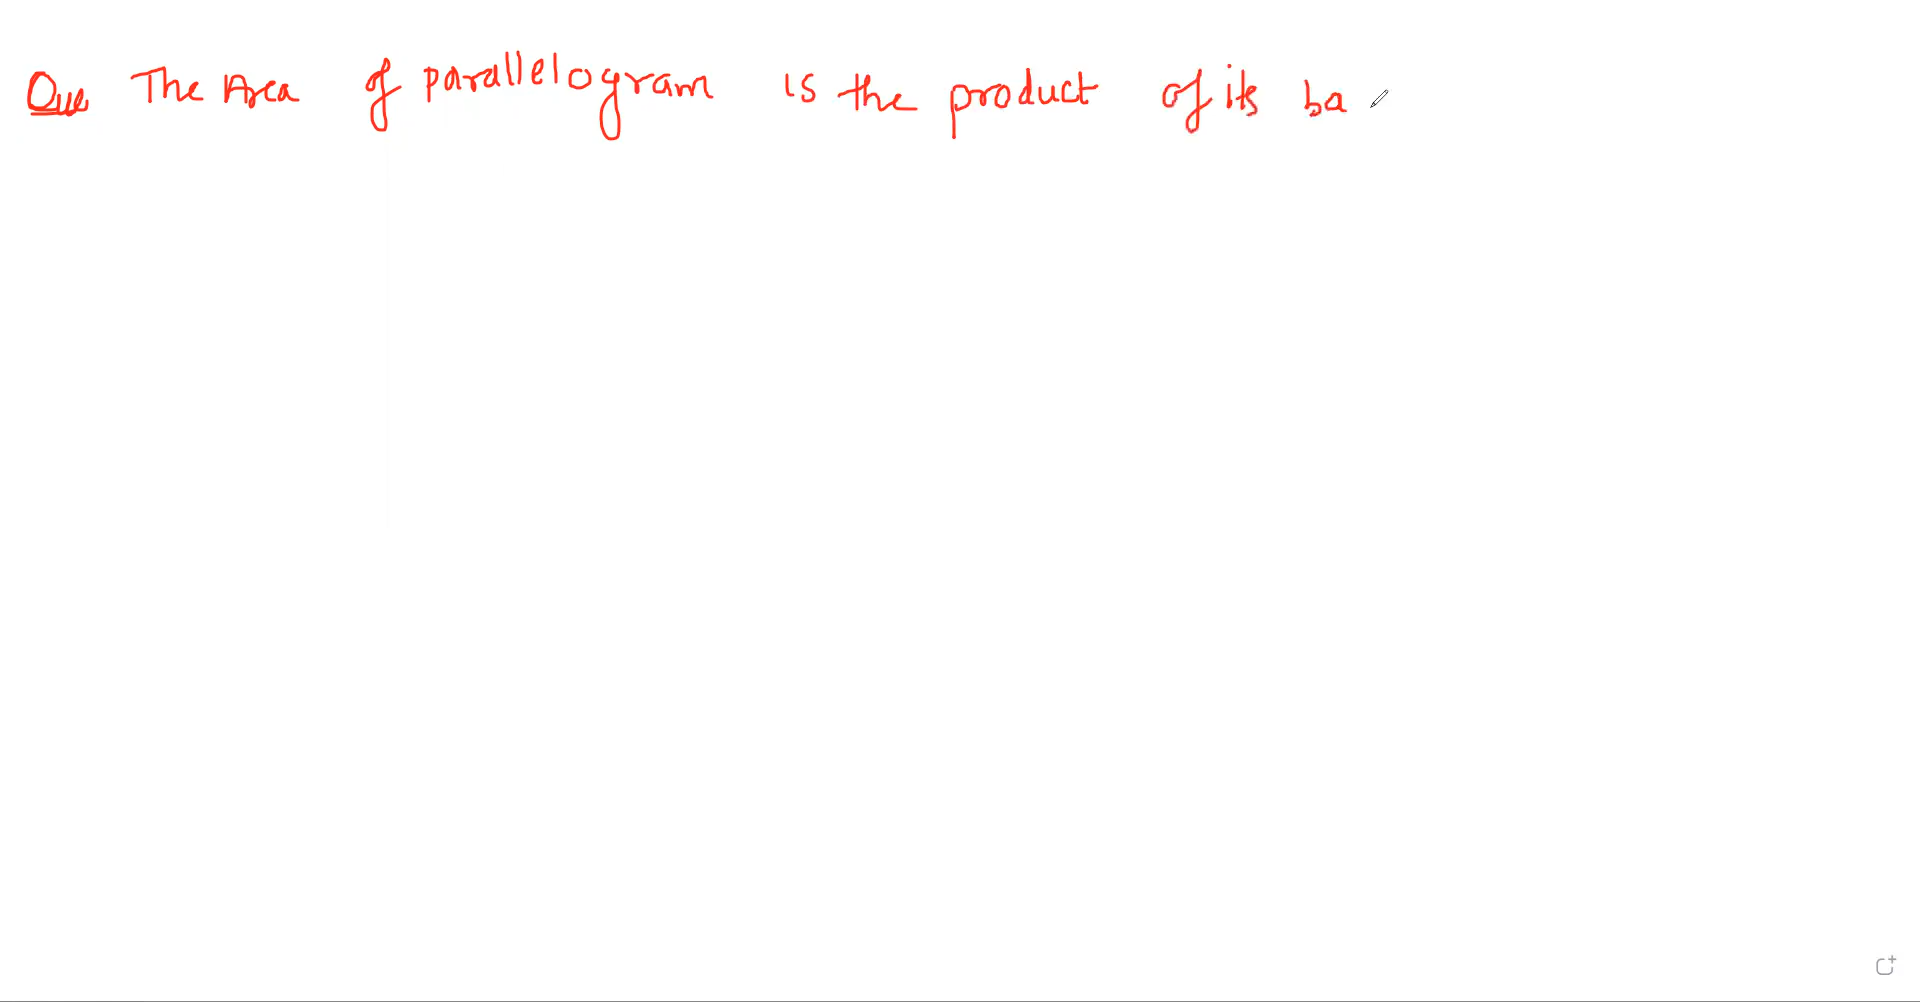 Que The Area of parallelogram is the product of its ba